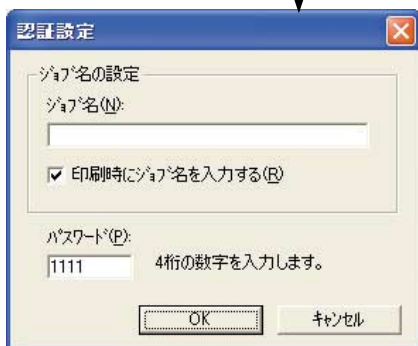 認証設定
ｼﾞｮﾌﾞ名の設定
ｼﾞｮﾌﾞ名(N):
印刷時にｼﾞｮﾌﾞ名を入力する(R)
ﾊﾟｽﾜｰﾄﾞ(P):
1111 4桁の数字を入力します。
OK ｷｬﾝｾﾙ